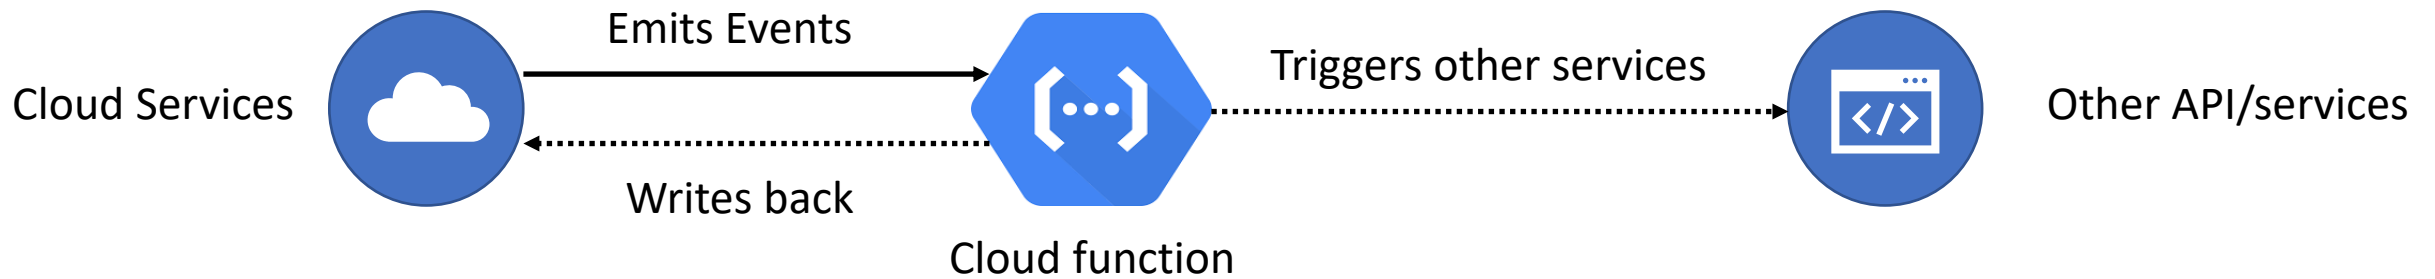 Emits Events
Cloud Services
Triggers other services
Other API/services
Writes back
Cloud function